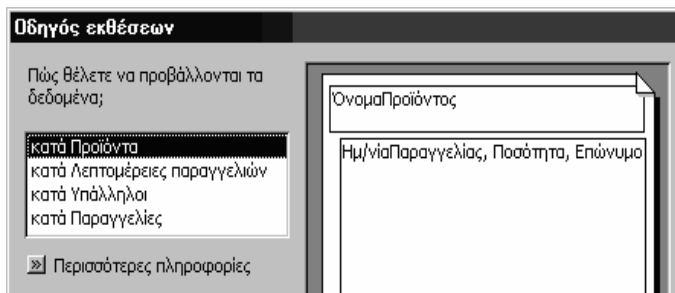 Οδηγός εκθέσεων
Πώς θέλετε να προβάλλονται τα
δεδομένα;
κατά Προϊόντα
κατά Λεπτομέρειες παραγγελιών
κατά Υπάλληλοι
κατά Παραγγελίες
Περισσότερες πληροφορίες
ΌνομαΠροϊόντος
Ημ/νίαΠαραγγελίας, Ποσότητα, Επώνυμο